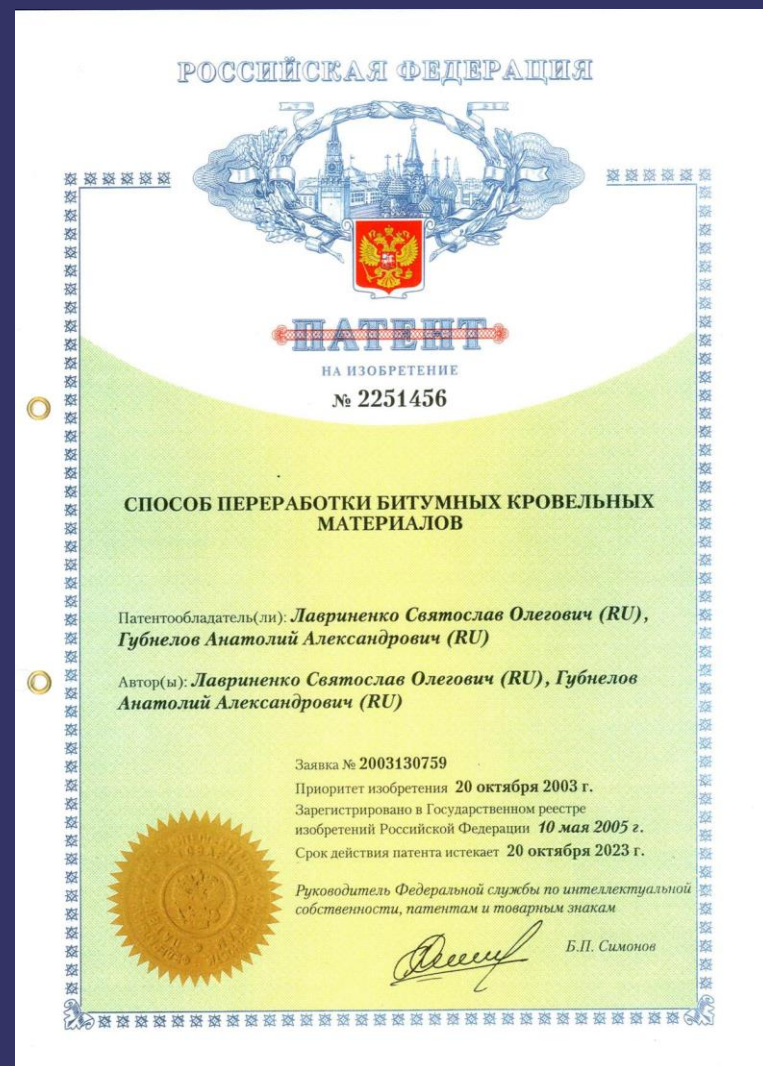 РОССИЙСКАЯ ФЕДЕРАЦИЯ
ПАТЕНТ
НА ИЗОБРЕТЕНИЕ
№ 2251456
СПОСОБ ПЕРЕРАБОТКИ БИТУМНЫХ КРОВЕЛЬНЫХ
МАТЕРИАЛОВ
Патентообладатель(ли): Лавриненко Святослав Олегович (RU),
Губнелов Анатолий Александрович (RU)
Автор(ы): Лавриненко Святослав Олегович (RU), Губнелов
Анатолий Александрович (RU)
Заявка № 2003130759
Приоритет изобретения 20 октября 2003 г.
Зарегистрировано в Государственном реестре
изобретений Российской Федерации 10 мая 2005 г.
Срок действия патента истекает 20 октября 2023 г.
Руководитель Федеральной службы по интеллектуальной
собственности, патентам и товарным знакам
Б.П. Симонов